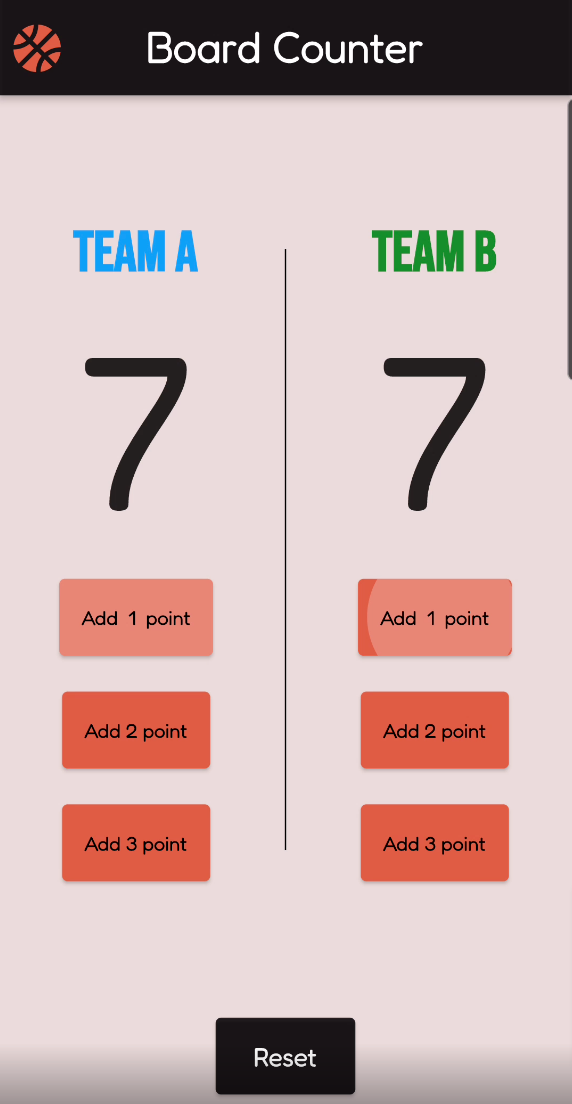 Board Counter
TEAM A
TEAM B
7
7
Add 1 point
Add 1 point
Add 2 point
Add 2 point
Add 3 point
Add 3 point
Reset